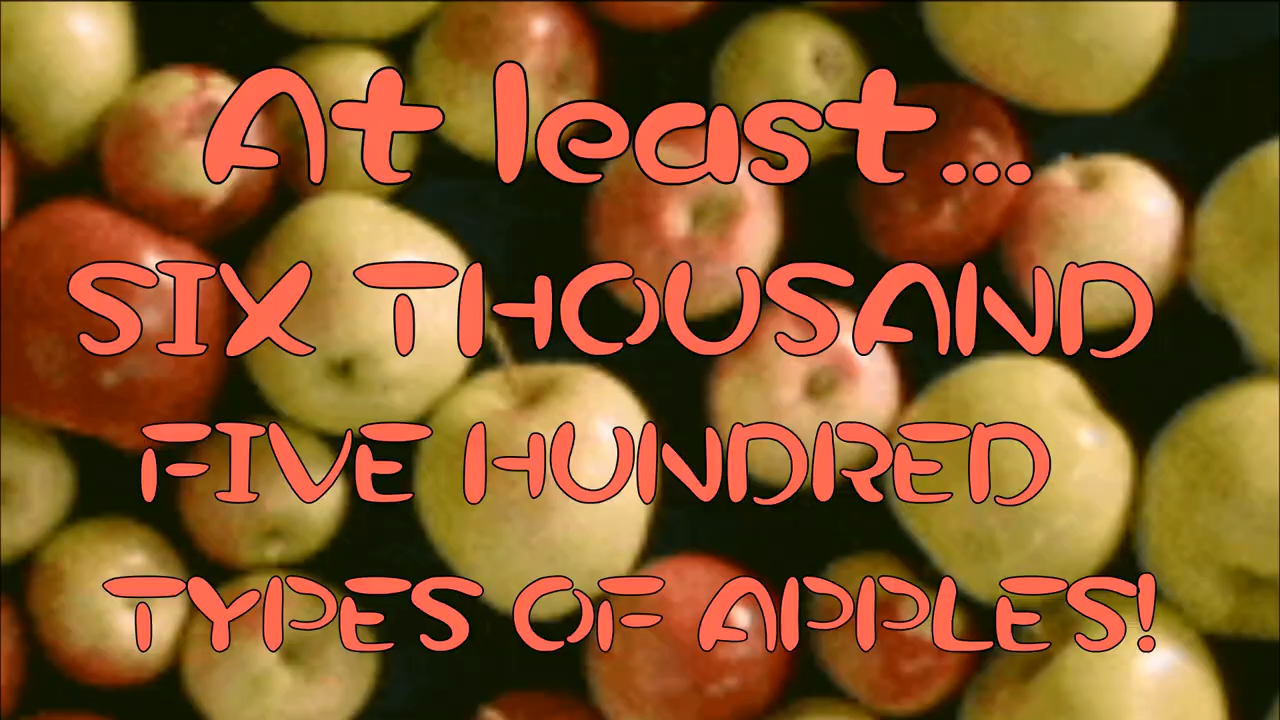 At least...
SIX THOUSAND
FIVE HUNDRED
TYPES OF APPLES!